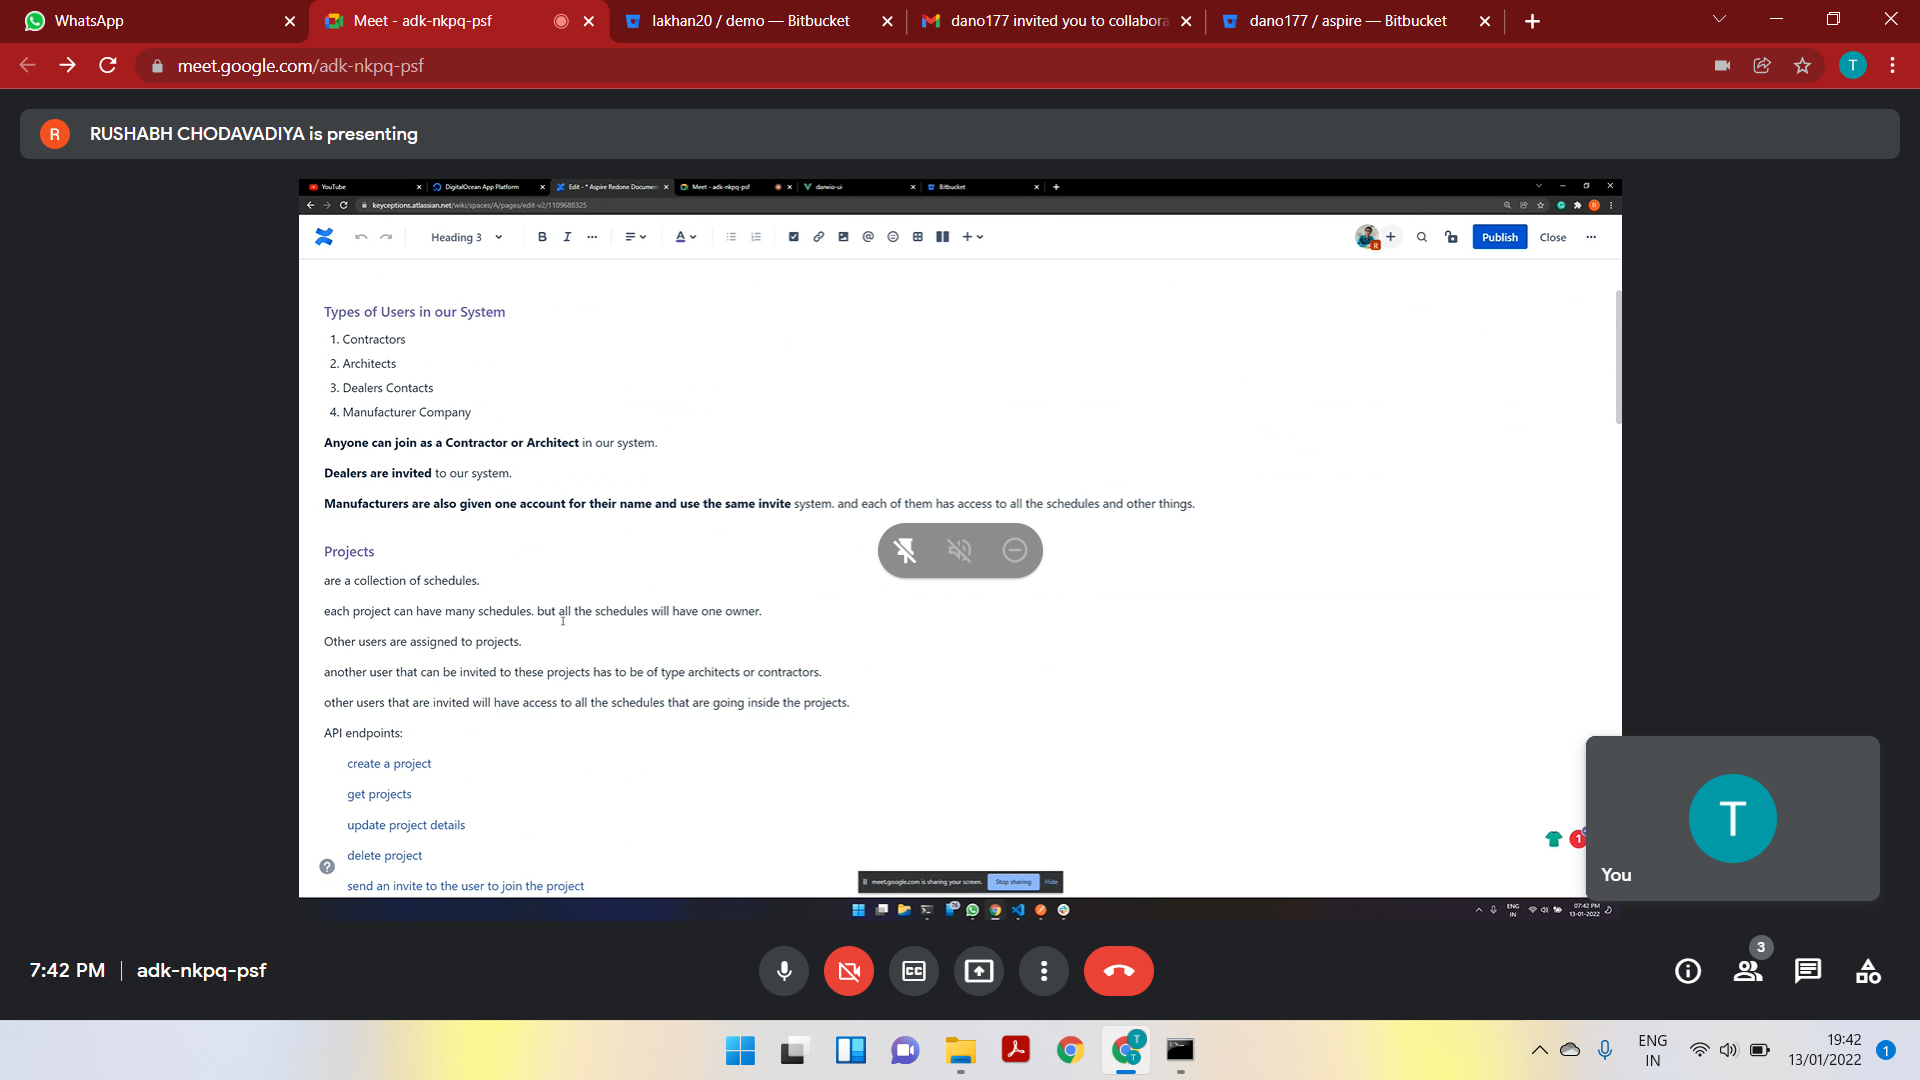 WhatsApp
Meet - adk-nkpq-psf
lakhan20 / demo — Bitbucket
dano177 invited you to collabora
dano177 / aspire — Bitbucket
meet.google.com/adk-nkpq-psf
T
R
RUSHABH CHODAVADIYA is presenting
YouTube
DigitalOcean App Platform
Edit - * Aspire Redone Documen
Meet - adk-nkpq-psf
darwio-ui
Bitbucket
keyceptions.atlassian.net/wiki/spaces/A/pages/edit-v2/1109688325
Heading 3
B I A
Publish
Close
Types of Users in our System
1. Contractors
2. Architects
3. Dealers Contacts
4. Manufacturer Company
Anyone can join as a Contractor or Architect in our system.
Dealers are invited to our system.
Manufacturers are also given one account for their name and use the same invite system. and each of them has access to all the schedules and other things.
Projects
are a collection of schedules.
each project can have many schedules. but all the schedules will have one owner.
Other users are assigned to projects.
another user that can be invited to these projects has to be of type architects or contractors.
other users that are invited will have access to all the schedules that are going inside the projects.
API endpoints:
create a project
get projects
update project details
delete project
send an invite to the user to join the project
meet.google.com is sharing your screen.
Stop sharing
Hide
1
T
You
ENG
IN
07:42 PM
13-01-2022
7:42 PM
adk-nkpq-psf
CC
3
ENG
IN
19:42
13/01/2022
1